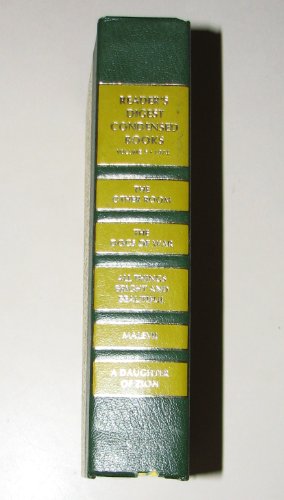 READER'S
DIGEST
CONDENSED
BOOKS
VOLUME
THE
OTHER ROOM
THE
DOGS OF WAR
ALL THINGS
BRIGHT AND
BEAUTIFUL
MALEVIL
A DAUGHTER
OF ZION